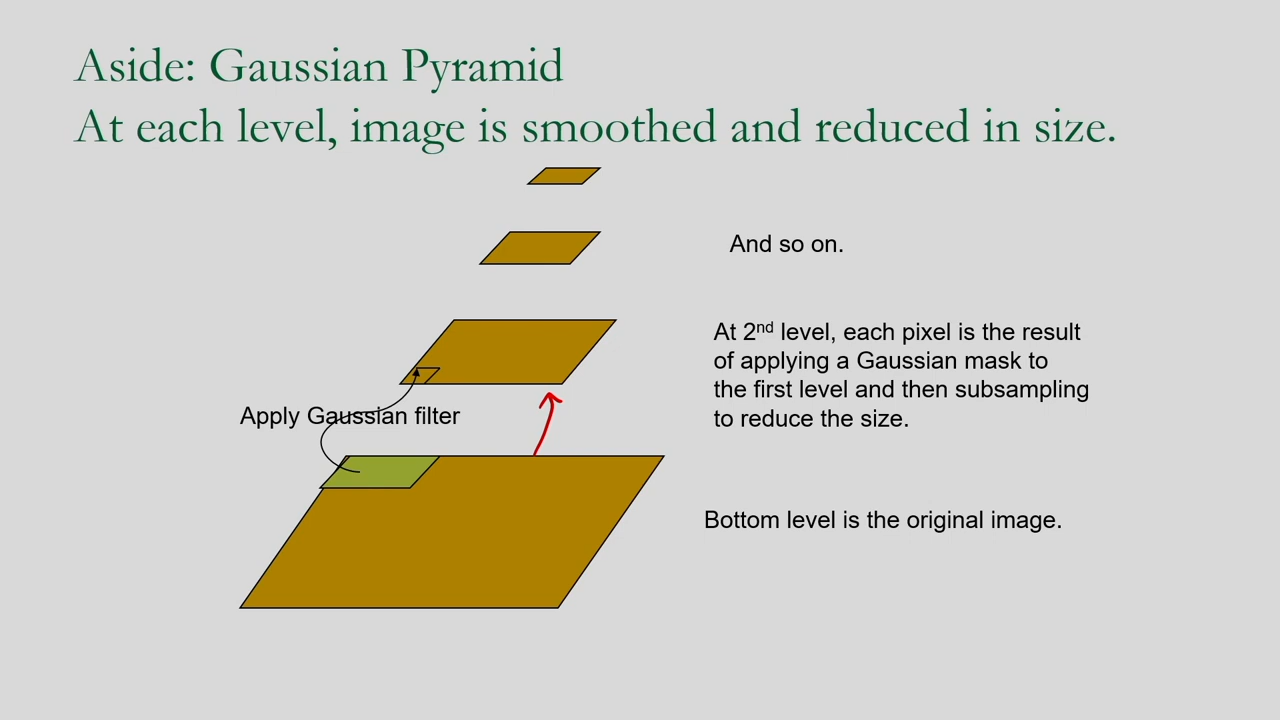 Aside: Gaussian Pyramid
At each level, image is smoothed and reduced in size.
And so on.
At 2nd level, each pixel is the result
of applying a Gaussian mask to
the first level and then subsampling
to reduce the size.
Apply Gaussian filter
Bottom level is the original image.